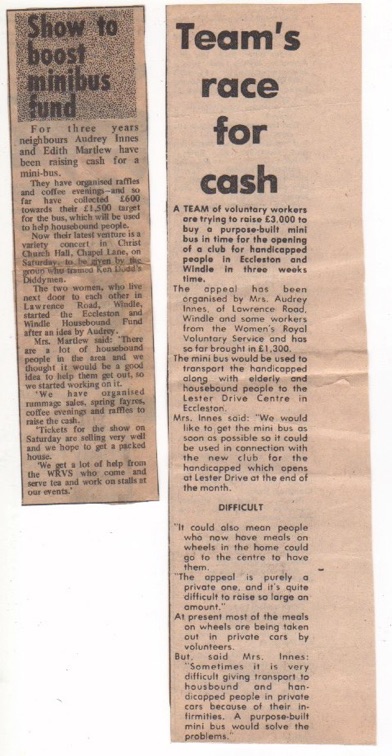 Show to
boost
minibus
fund
For three years
neighbours Audrey Innes
and Edith Martlew have
been raising cash for a
mini-bus.
They have organised raffles
and coffee evenings—and so
far have collected £600
towards their £1,500 target
for the bus, which will be used
to help housebound people.
Now their latest venture is a
variety concert in Christ
Church Hall, Chapel Lane, on
Saturday, to be given by the
group who trained Ken Dodd's
Diddymen.
The two women, who live
next door to each other in
Lawrence Road, Windle,
started the Eccleston and
Windle Housebound Fund
after an idea by Audrey.
Mrs. Martlew said: 'There
are a lot of housebound
people in the area and we
thought it would be a good
idea to help them get out, so
we started working on it.
'We have organised
rummage sales, spring fayres,
coffee evenings and raffles to
raise the cash.
'Tickets for the show on
Saturday are selling very well
and we hope to get a packed
house.
'We get a lot of help from
the WRVS who come and
serve tea and work on stalls at
our events.'
Team's
race
for
cash
A TEAM of voluntary workers
are trying to raise £3,000 to
buy a purpose-built mini
bus in time for the opening
of a club for handicapped
people in Eccleston and
Windle in three weeks
time.
The appeal has been
organised by Mrs. Audrey
Innes, of Lawrence Road,
Windle and some workers
from the Women's Royal
Voluntary Service and has
so far brought in £1,300.
The mini bus would be used to
transport the handicapped
along with elderly and
housebound people to the
Lester Drive Centre in
Eccleston.
Mrs. Innes said: "We would
like to get the mini bus as
soon as possible so it could
be used in connection with
the new club for the
handicapped which opens
at Lester Drive at the end of
the month.
DIFFICULT
"It could also mean people
who now have meals on
wheels in the home could
go to the centre to have
them.
"The appeal is purely a
private one, and it's quite
difficult to raise so large an
amount."
At present most of the meals
on wheels are being taken
out in private cars by
volunteers.
But, said Mrs. Innes:
"Sometimes it is very
difficult giving transport to
housbound and han-
dicapped people in private
cars because of their in-
firmities. A purpose-built
mini bus would solve the
problems."